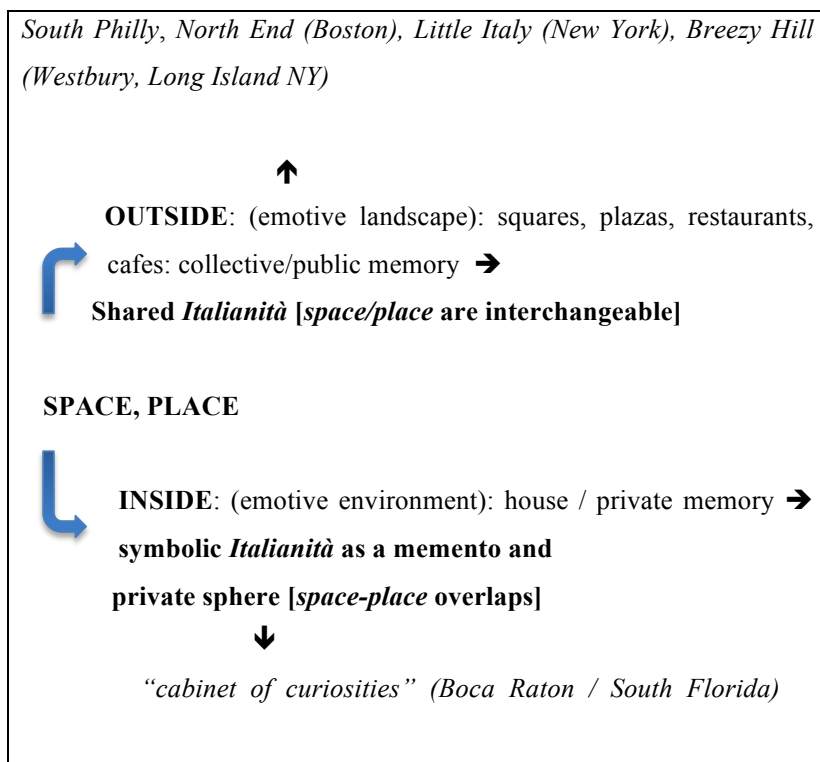 South Philly, North End (Boston), Little Italy (New York), Breezy Hill
(Westbury, Long Island NY)
↑
OUTSIDE: (emotive landscape): squares, plazas, restaurants,
cafes: collective/public memory →
Shared Italianità [space/place are interchangeable]
SPACE, PLACE
INSIDE: (emotive environment): house / private memory →
symbolic Italianità as a memento and
private sphere [space-place overlaps]
↓
“cabinet of curiosities” (Boca Raton / South Florida)